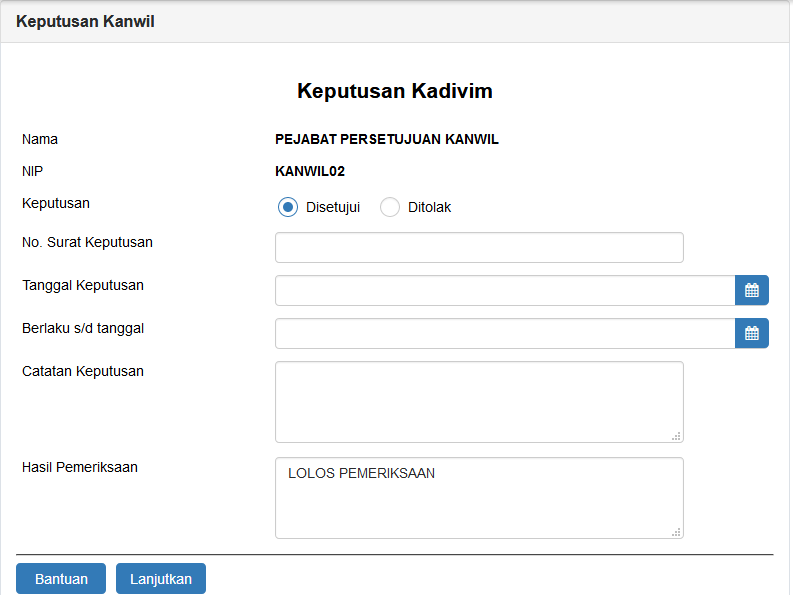 Keputusan Kanwil
Keputusan Kadivim
Nama PEJABAT PERSETUJUAN KANWIL
NIP KANWIL02
Keputusan Disetujui Ditolak
No. Surat Keputusan
Tanggal Keputusan
Berlaku s/d tanggal
Catatan Keputusan
Hasil Pemeriksaan LOLOS PEMERIKSAAN
Bantuan Lanjutkan